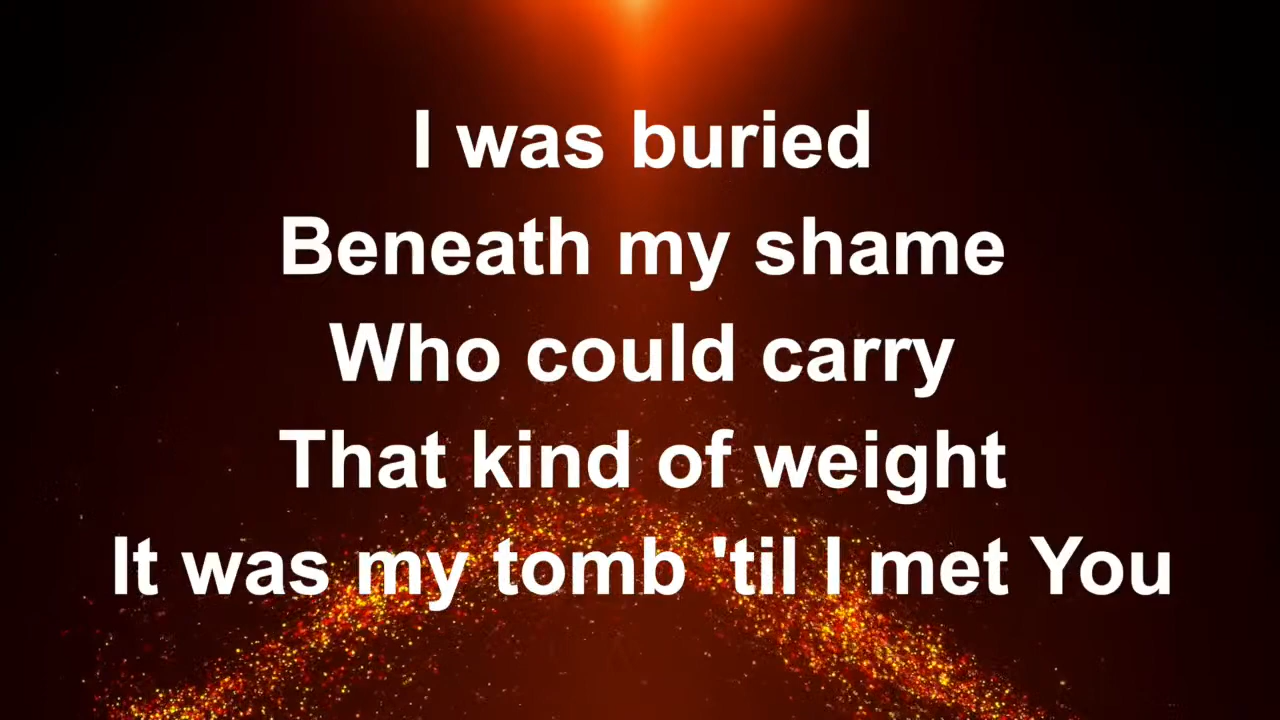 I was buried
Beneath my shame
Who could carry
That kind of weight
It was my tomb 'til I met You